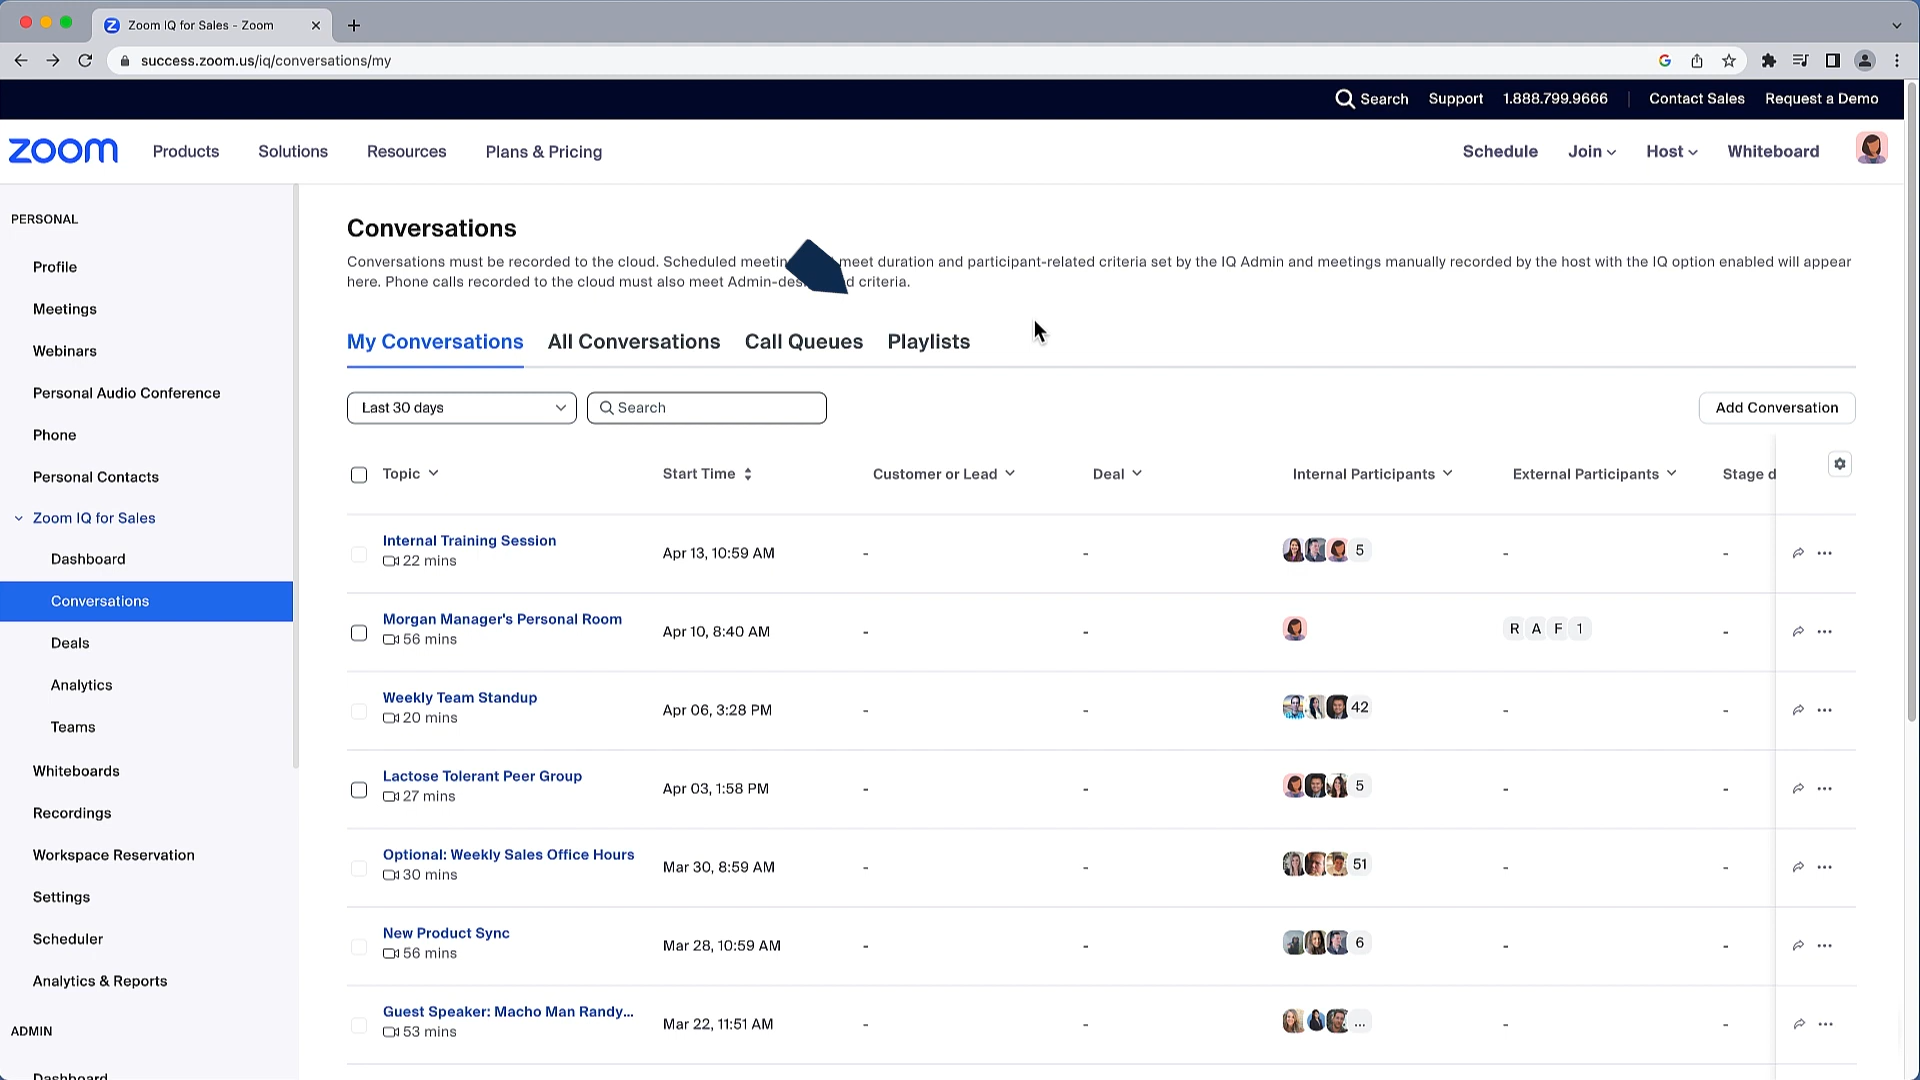 Zoom IQ for Sales - Zoom
success.zoom.us/iq/conversations/my
Search Support 1.888.799.9666 Contact Sales Request a Demo
zoom Products Solutions Resources Plans & Pricing Schedule Join Host Whiteboard
PERSONAL
Profile
Meetings
Webinars
Personal Audio Conference
Phone
Personal Contacts
Zoom IQ for Sales
Dashboard
Conversations
Deals
Analytics
Teams
Whiteboards
Recordings
Workspace Reservation
Settings
Scheduler
Analytics & Reports
ADMIN
Dashboard
Conversations
Conversations must be recorded to the cloud. Scheduled meet duration and participant-related criteria set by the IQ Admin and meetings manually recorded by the host with the IQ option enabled will appear
here. Phone calls recorded to the cloud must also meet criteria.
My Conversations All Conversations Call Queues Playlists
Last 30 days Search Add Conversation
Topic Start Time Customer or Lead Deal Internal Participants External Participants Stage d
Internal Training Session
22 mins Apr 13, 10:59 AM - - 5 - -
Morgan Manager's Personal Room
56 mins Apr 10, 8:40 AM - - R A F 1 -
Weekly Team Standup
20 mins Apr 06, 3:28 PM - - 42 - -
Lactose Tolerant Peer Group
27 mins Apr 03, 1:58 PM - - 5 - -
Optional: Weekly Sales Office Hours
30 mins Mar 30, 8:59 AM - - 51 - -
New Product Sync
56 mins Mar 28, 10:59 AM - - 6 - -
Guest Speaker: Macho Man Randy...
53 mins Mar 22, 11:51 AM - - ... - -